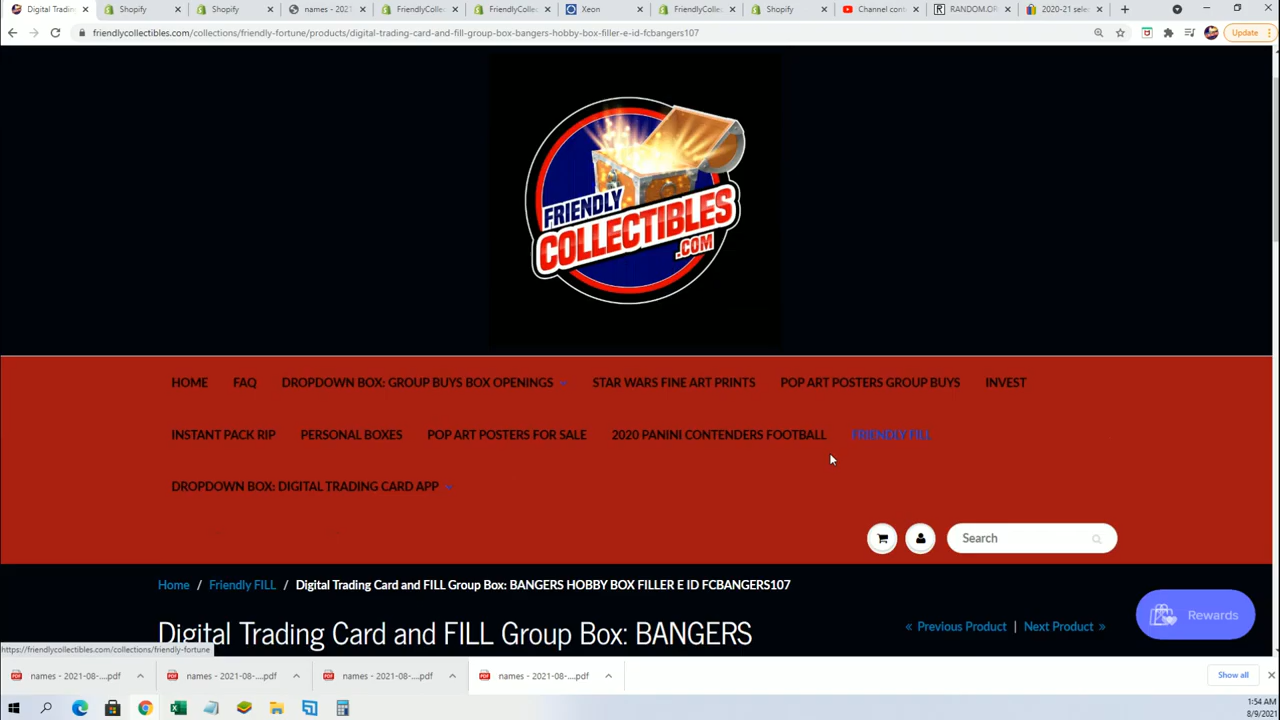 Digital Tradin
Shopify
Shopify
names - 2021
FriendlyColle
FriendlyColle
Xeon
FriendlyColle
Shopify
Channel cont
RANDOM.OR
2020-21 sele
friendlycollectibles.com/collections/friendly-fortune/products/digital-trading-card-and-fill-group-box-bangers-hobby-box-filler-e-id-fcbangers107
Update
FRIENDLY
COLLECTIBLES
.COM
HOME FAQ DROPDOWN BOX: GROUP BUYS BOX OPENINGS STAR WARS FINE ART PRINTS POP ART POSTERS GROUP BUYS INVEST
INSTANT PACK RIP PERSONAL BOXES POP ART POSTERS FOR SALE 2020 PANINI CONTENDERS FOOTBALL FRIENDLY FILL
DROPDOWN BOX: DIGITAL TRADING CARD APP
Search
Home / Friendly FILL / Digital Trading Card and FILL Group Box: BANGERS HOBBY BOX FILLER E ID FCBANGERS107
Digital Trading Card and FILL Group Box: BANGERS
« Previous Product | Next Product »
Rewards
https://friendlycollectibles.com/collections/friendly-fortune
names - 2021-08-....pdf
names - 2021-08-....pdf
names - 2021-08-....pdf
names - 2021-08-....pdf
Show all
1:54 AM
8/9/2021